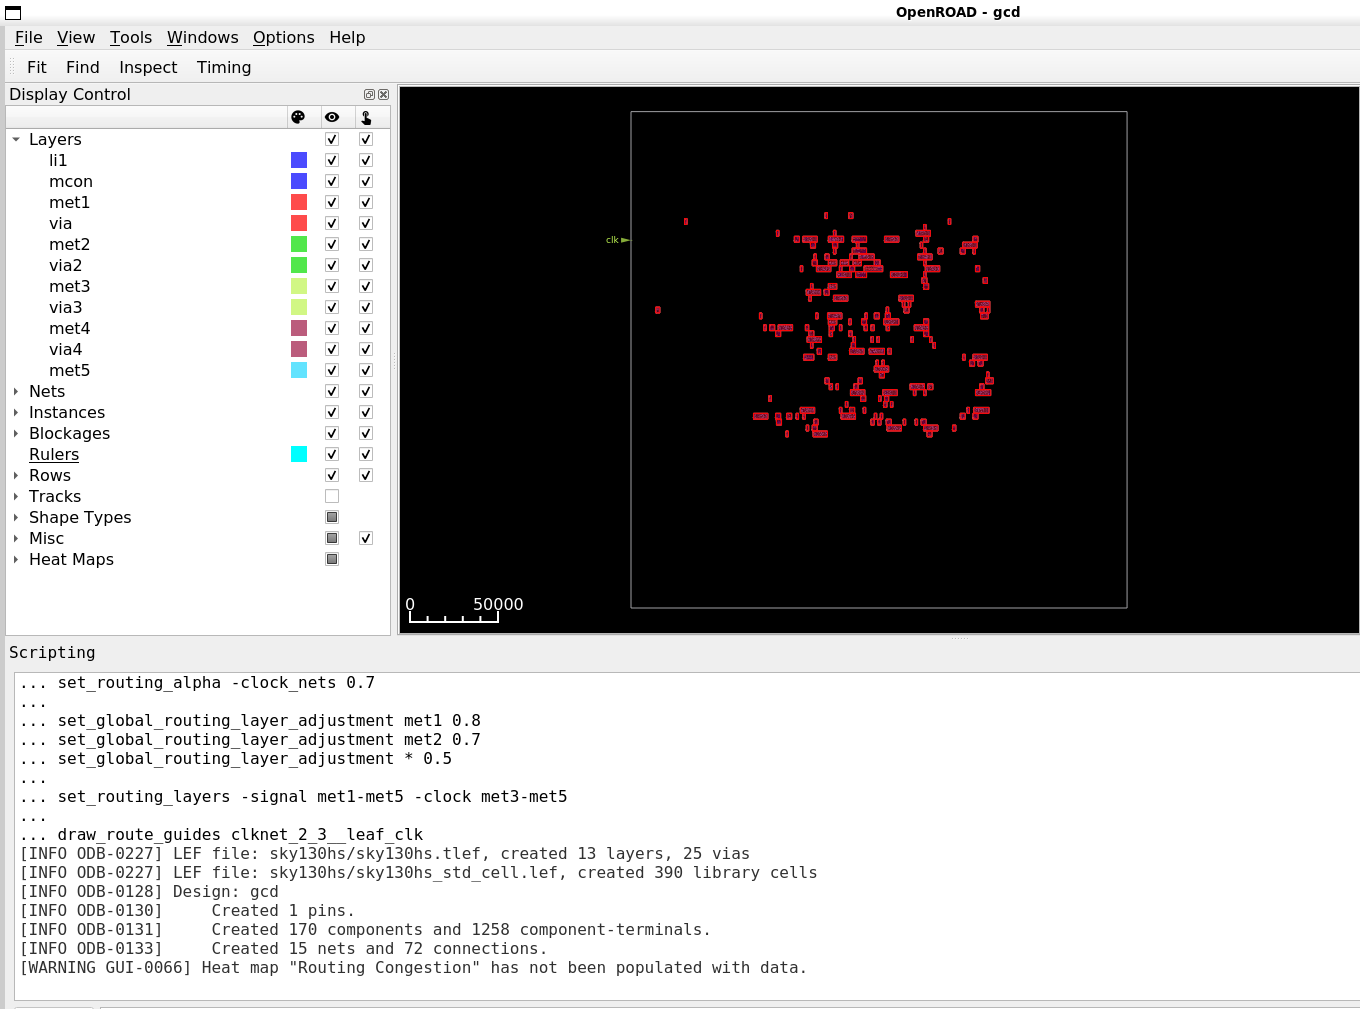 OpenROAD - gcd
File View Tools Windows Options Help
Fit Find Inspect Timing
Display Control
Layers
li1
mcon
met1
via
met2
via2
met3
via3
met4
via4
met5
Nets
Instances
Blockages
Rulers
Rows
Tracks
Shape Types
Misc
Heat Maps
clk
0 50000
Scripting
... set_routing_alpha -clock_nets 0.7
...
... set_global_routing_layer_adjustment met1 0.8
... set_global_routing_layer_adjustment met2 0.7
... set_global_routing_layer_adjustment * 0.5
...
... set_routing_layers -signal met1-met5 -clock met3-met5
...
... draw_route_guides clknet_2_3__leaf_clk
[INFO ODB-0227] LEF file: sky130hs/sky130hs.tlef, created 13 layers, 25 vias
[INFO ODB-0227] LEF file: sky130hs/sky130hs_std_cell.lef, created 390 library cells
[INFO ODB-0128] Design: gcd
[INFO ODB-0130]     Created 1 pins.
[INFO ODB-0131]     Created 170 components and 1258 component-terminals.
[INFO ODB-0133]     Created 15 nets and 72 connections.
[WARNING GUI-0066] Heat map "Routing Congestion" has not been populated with data.